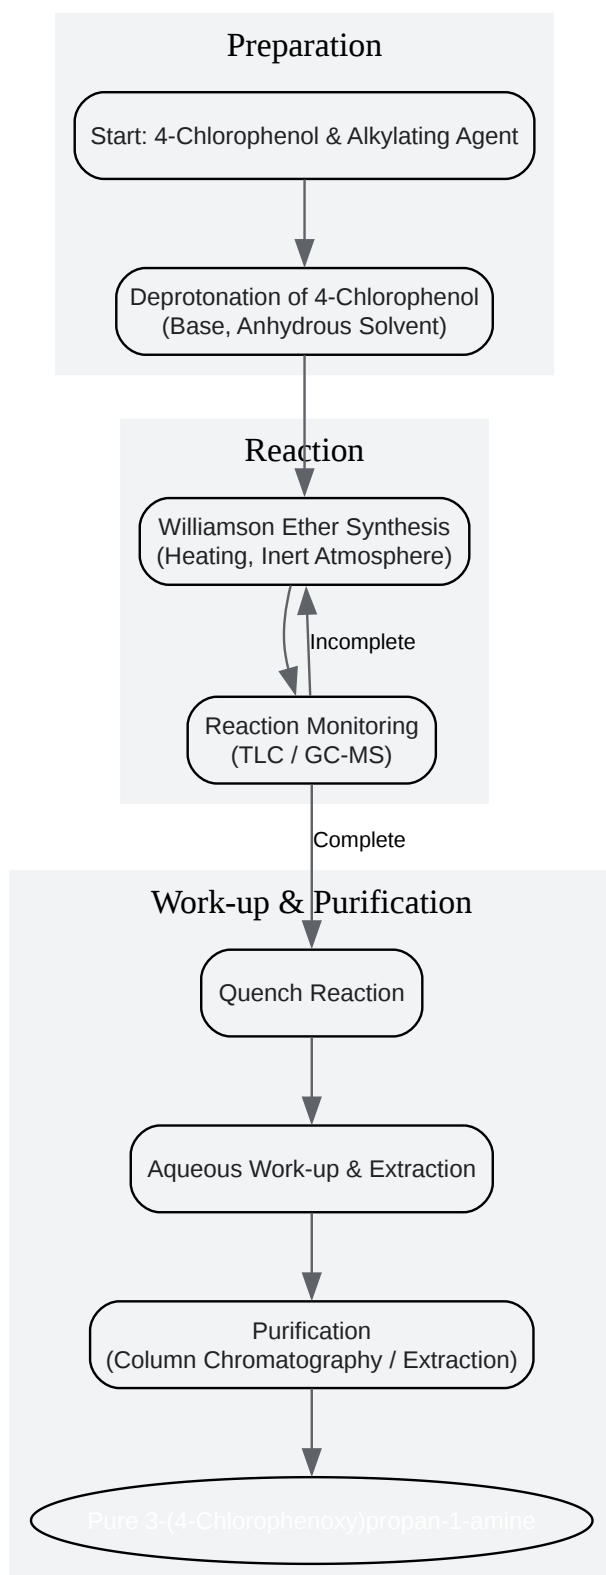 Preparation
Start: 4-Chlorophenol & Alkylating Agent
Deprotonation of 4-Chlorophenol
(Base, Anhydrous Solvent)
Reaction
Williamson Ether Synthesis
(Heating, Inert Atmosphere)
Incomplete
Reaction Monitoring
(TLC / GC-MS)
Complete
Work-up & Purification
Quench Reaction
Aqueous Work-up & Extraction
Purification
(Column Chromatography / Extraction)
Pure 3-(4-Chlorophenoxy)propan-1-amine